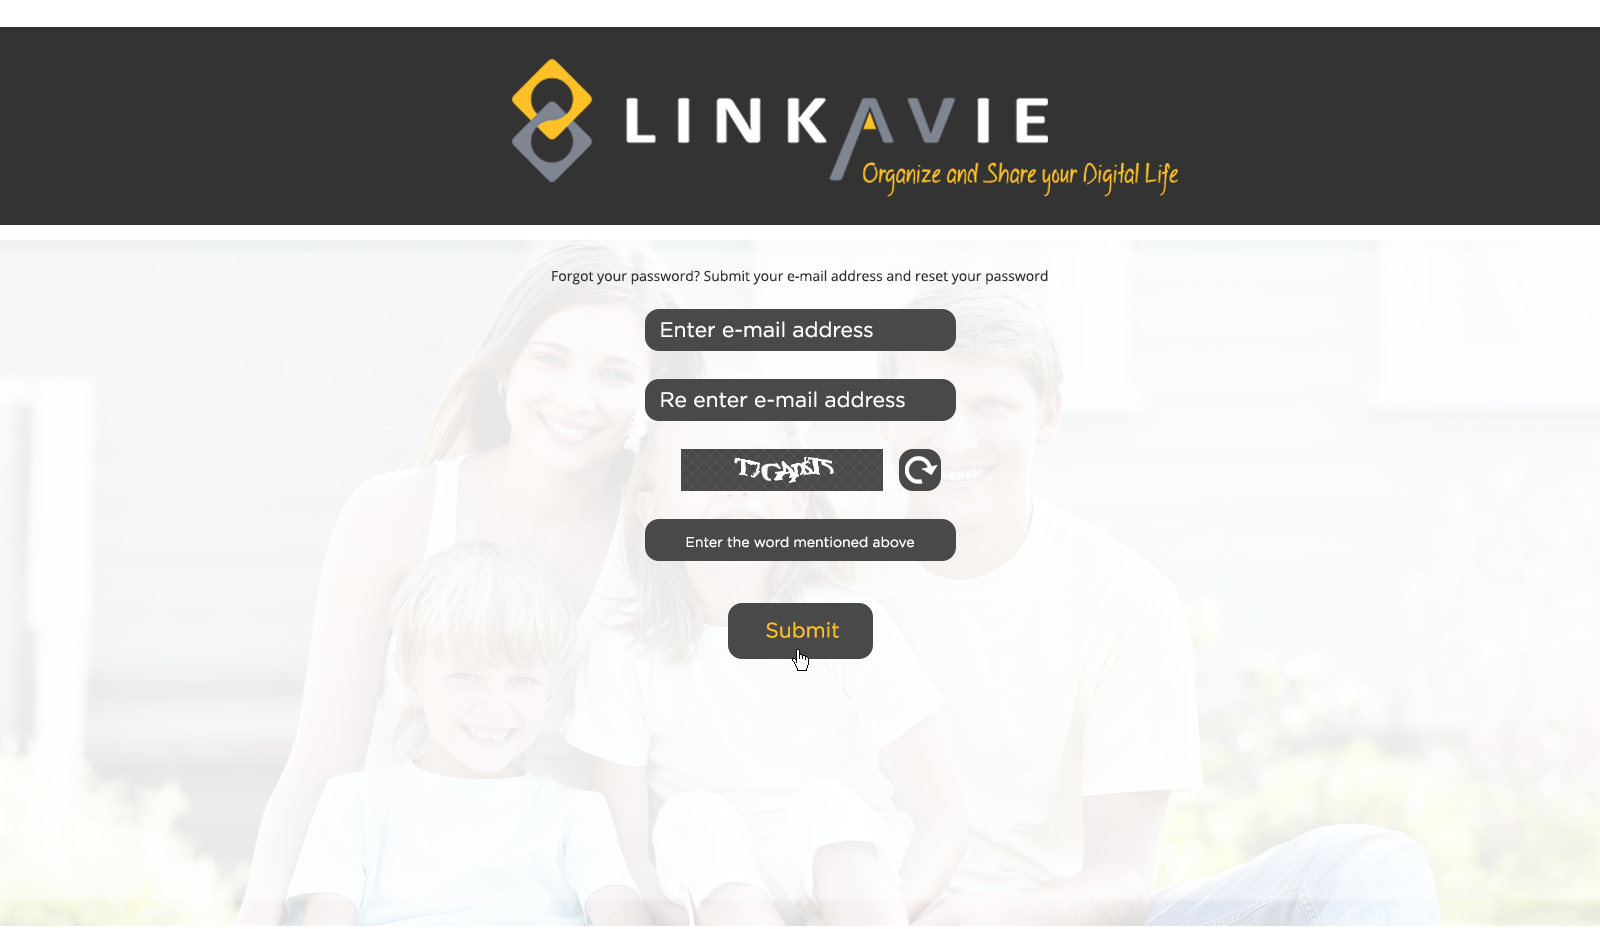 LINKAVIE
Organize and Share your Digital Life
Forgot your password? Submit your e-mail address and reset your password
Enter e-mail address
Re enter e-mail address
Enter the word mentioned above
Submit